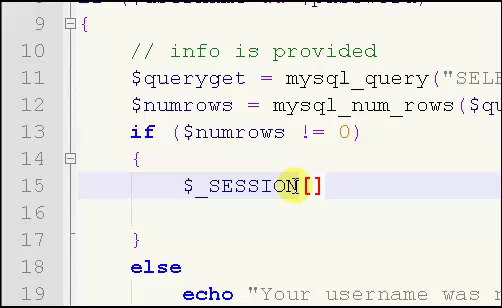 9 {
10 // info is provided
11 $queryget = mysql_query("SEL
12 $numrows = mysql_num_rows($qu
13 if ($numrows != 0)
14 {
15 $_SESSION[]
16
17 }
18 else
19 echo "Your username was